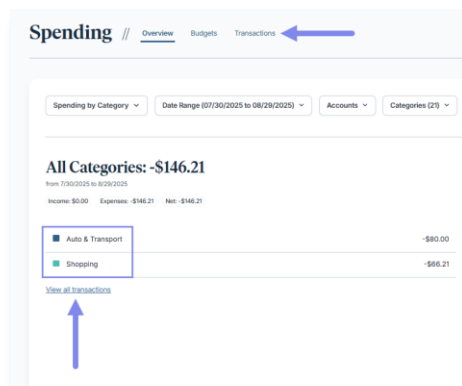 Spending // Overview Budgets Transactions
Spending by Category Date Range (07/30/2025 to 08/29/2025) Accounts Categories (21)
All Categories: -$146.21
from 7/30/2025 to 8/29/2025
Income: $0.00 Expenses: -$146.21 Net: -$146.21
Auto & Transport -$80.00
Shopping -$66.21
View all transactions